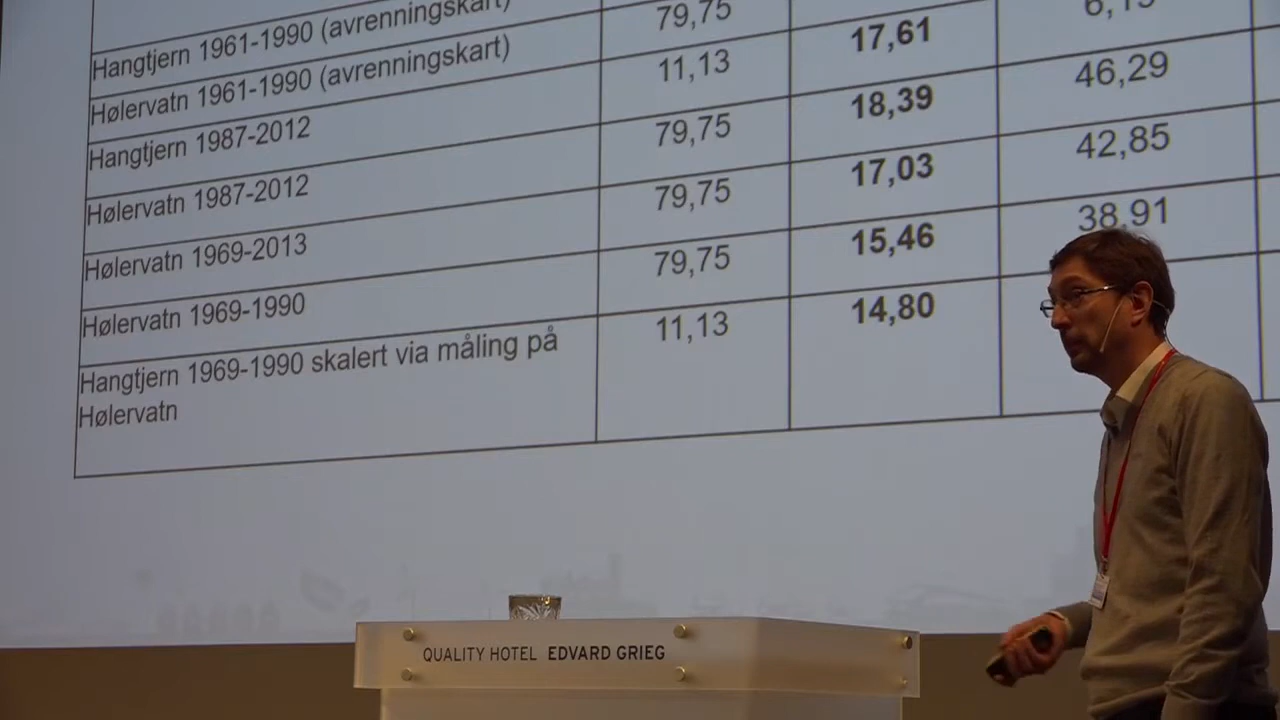 Hangtjern 1961-1990 (avrenningskart)
Hølervatn 1961-1990 (avrenningskart) 79,75
Hangtjern 1987-2012 11,13 17,61
Hølervatn 1987-2012 79,75 18,39 46,29
Hølervatn 1969-2013 79,75 17,03 42,85
Hølervatn 1969-1990 79,75 15,46 38,91
Hangtjern 1969-1990 skalert via måling på 11,13 14,80
Hølervatn
QUALITY HOTEL EDVARD GRIEG